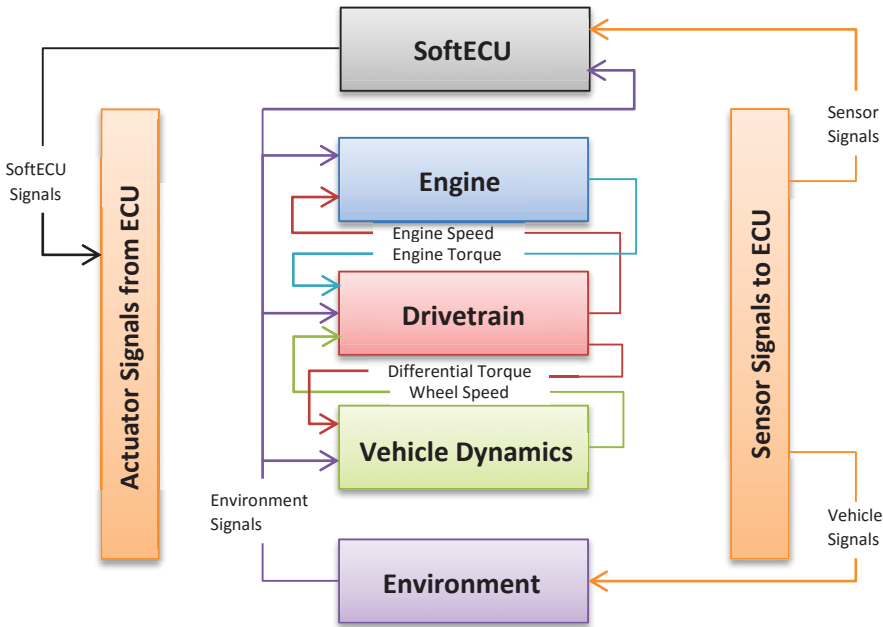 SoftECU
Sensor
Signals
SoftECU
Signals
Actuator Signals from ECU
Engine
Engine Speed
Engine Torque
Drivetrain
Differential Torque
Wheel Speed
Vehicle Dynamics
Sensor Signals to ECU
Environment
Signals
Vehicle
Signals
Environment